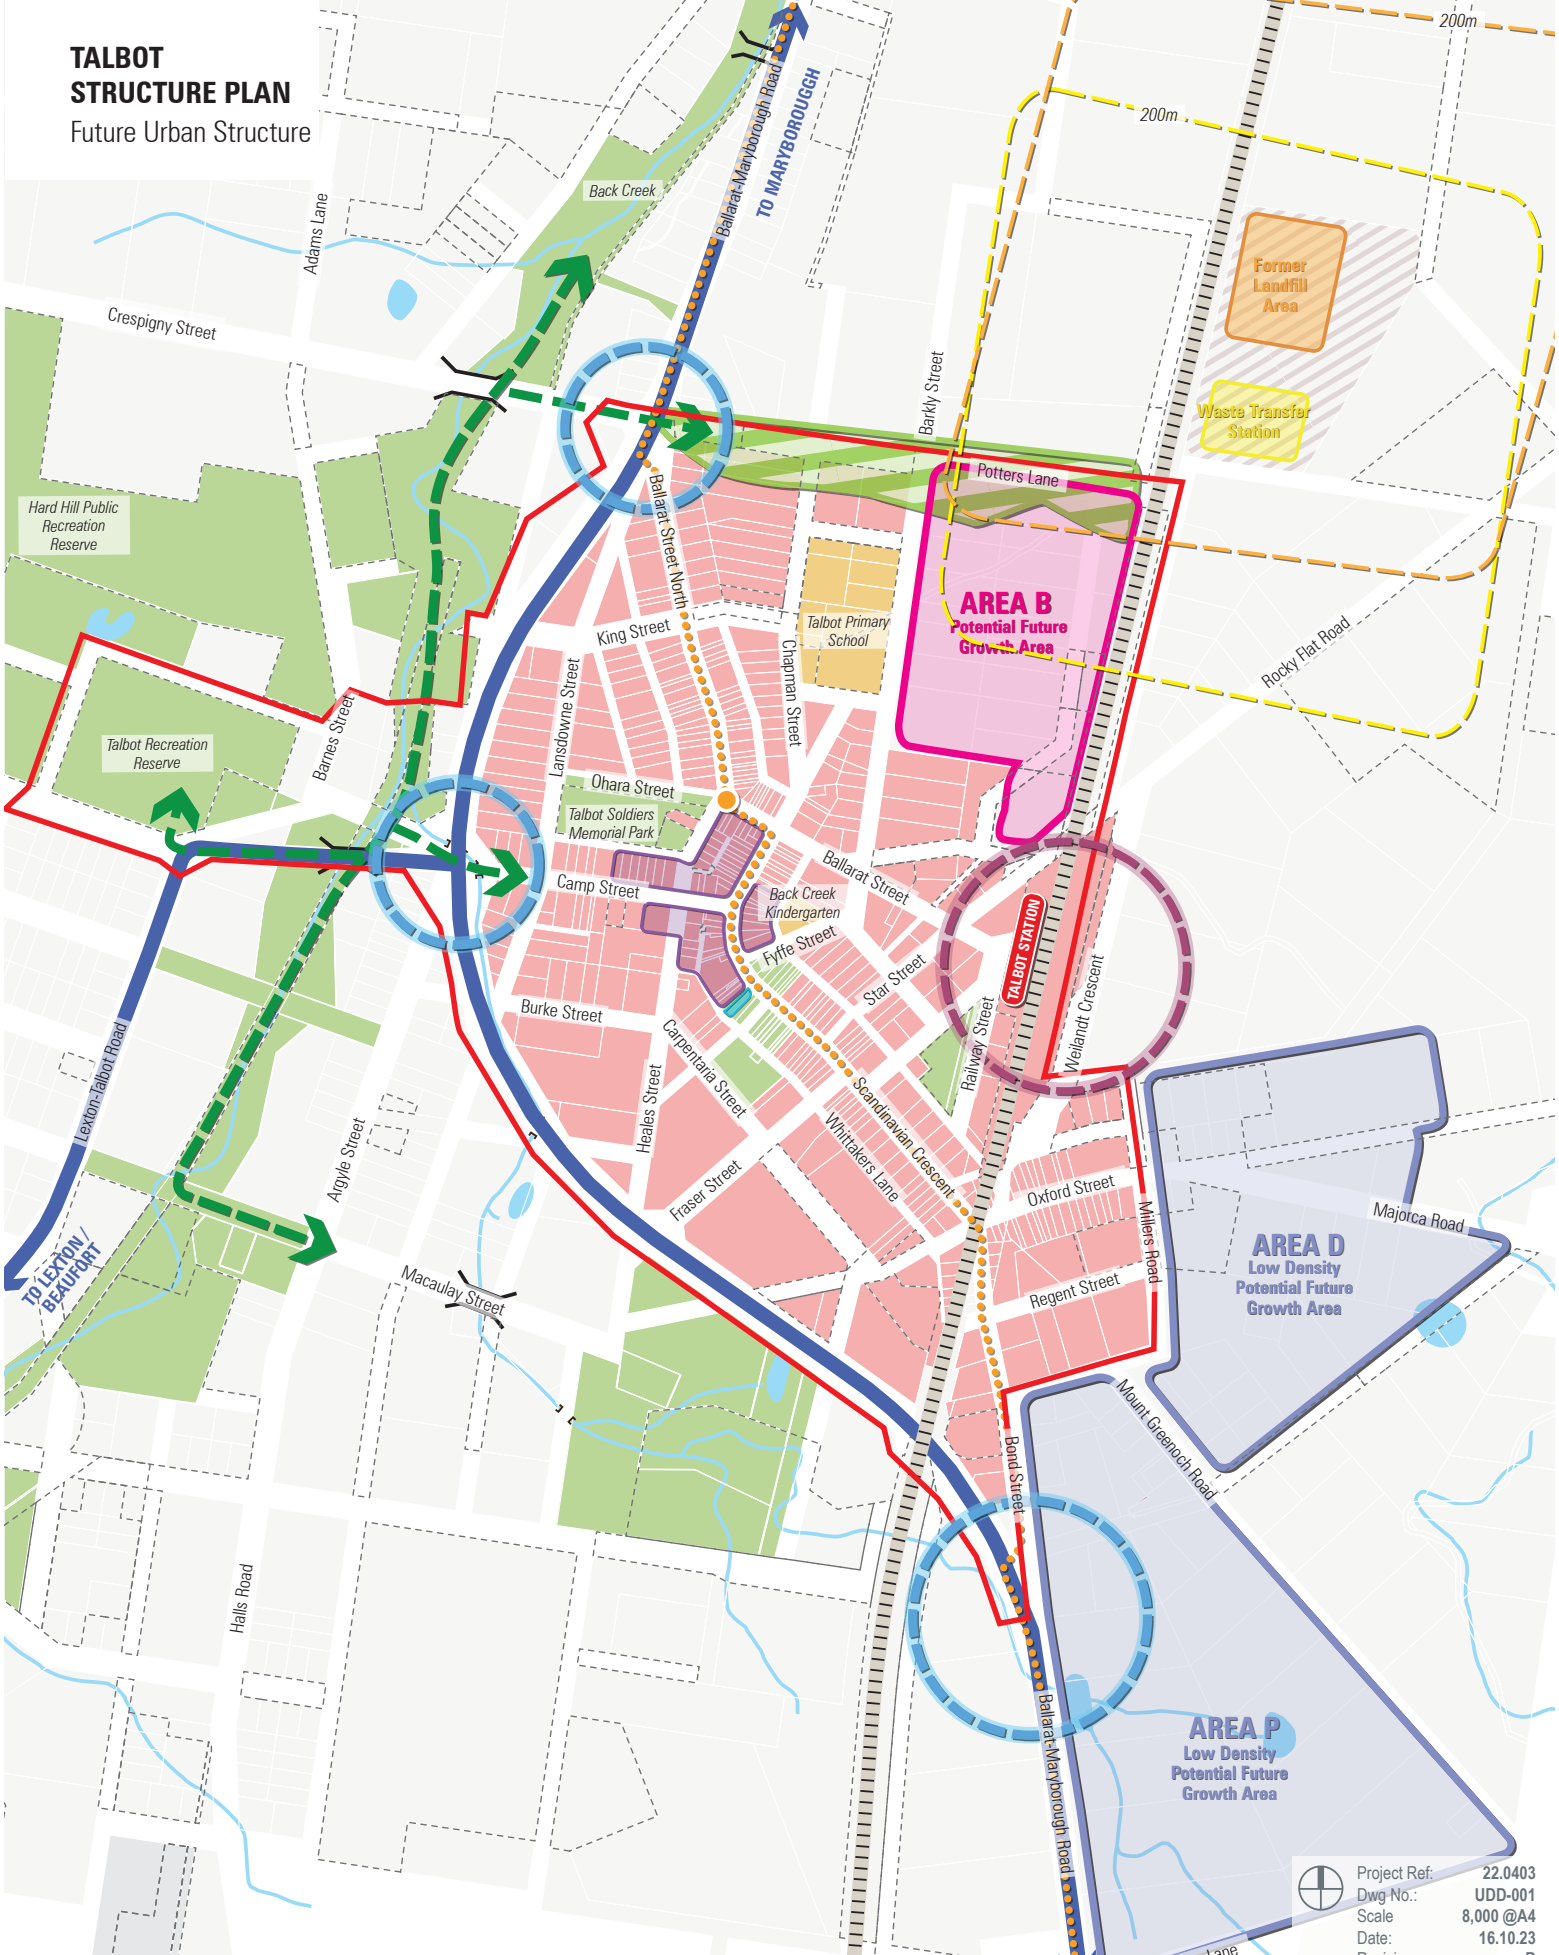 TALBOT
STRUCTURE PLAN
Future Urban Structure
200m
200m
Ballarat-Maryborough Road
TO MARYBOROUGGH
Back Creek
Adams Lane
Crespigny Street
Former
Landfill
Area
Barkly Street
Waste Transfer
Station
Potters Lane
Hard Hill Public
Recreation
Reserve
Ballarat Street North
AREA B
Potential Future
Growth Area
Talbot Primary
School
King Street
Chapman Street
Rocky Flat Road
Lansdowne Street
Barnes Street
Talbot Recreation
Reserve
Ohara Street
Talbot Soldiers
Memorial Park
Ballarat Street
Camp Street
Back Creek
Kindergarten
Fyffe Street
Star Street
TALBOT STATION
Weilandt Crescent
Railway Street
Burke Street
Carpentaria Street
Heales Street
Scandinavian Crescent
Whittakers Lane
Fraser Street
Lexton-Talbot Road
Argyle Street
Oxford Street
Millers Road
Majorca Road
AREA D
Low Density
Potential Future
Growth Area
TO LEXTON /
BEAUFORT
Macaulay Street
Regent Street
Mount Greenoch Road
Bond Street
Halls Road
Ballarat-Maryborough Road
AREA P
Low Density
Potential Future
Growth Area
Project Ref: 22.0403
Dwg No.: UDD-001
Scale 8,000 @A4
Date: 16.10.23
Lane